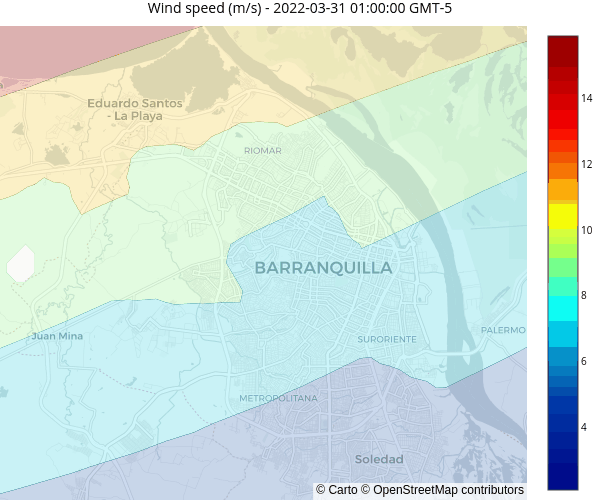 Wind speed (m/s) - 2022-03-31 01:00:00 GMT-5
Eduardo Santos
- La Playa
RIOMAR
BARRANQUILLA
Juan Mina
SURORIENTE
PALERMO
METROPOLITANA
Soledad
© Carto © OpenStreetMap contributors
14
12
10
8
6
4